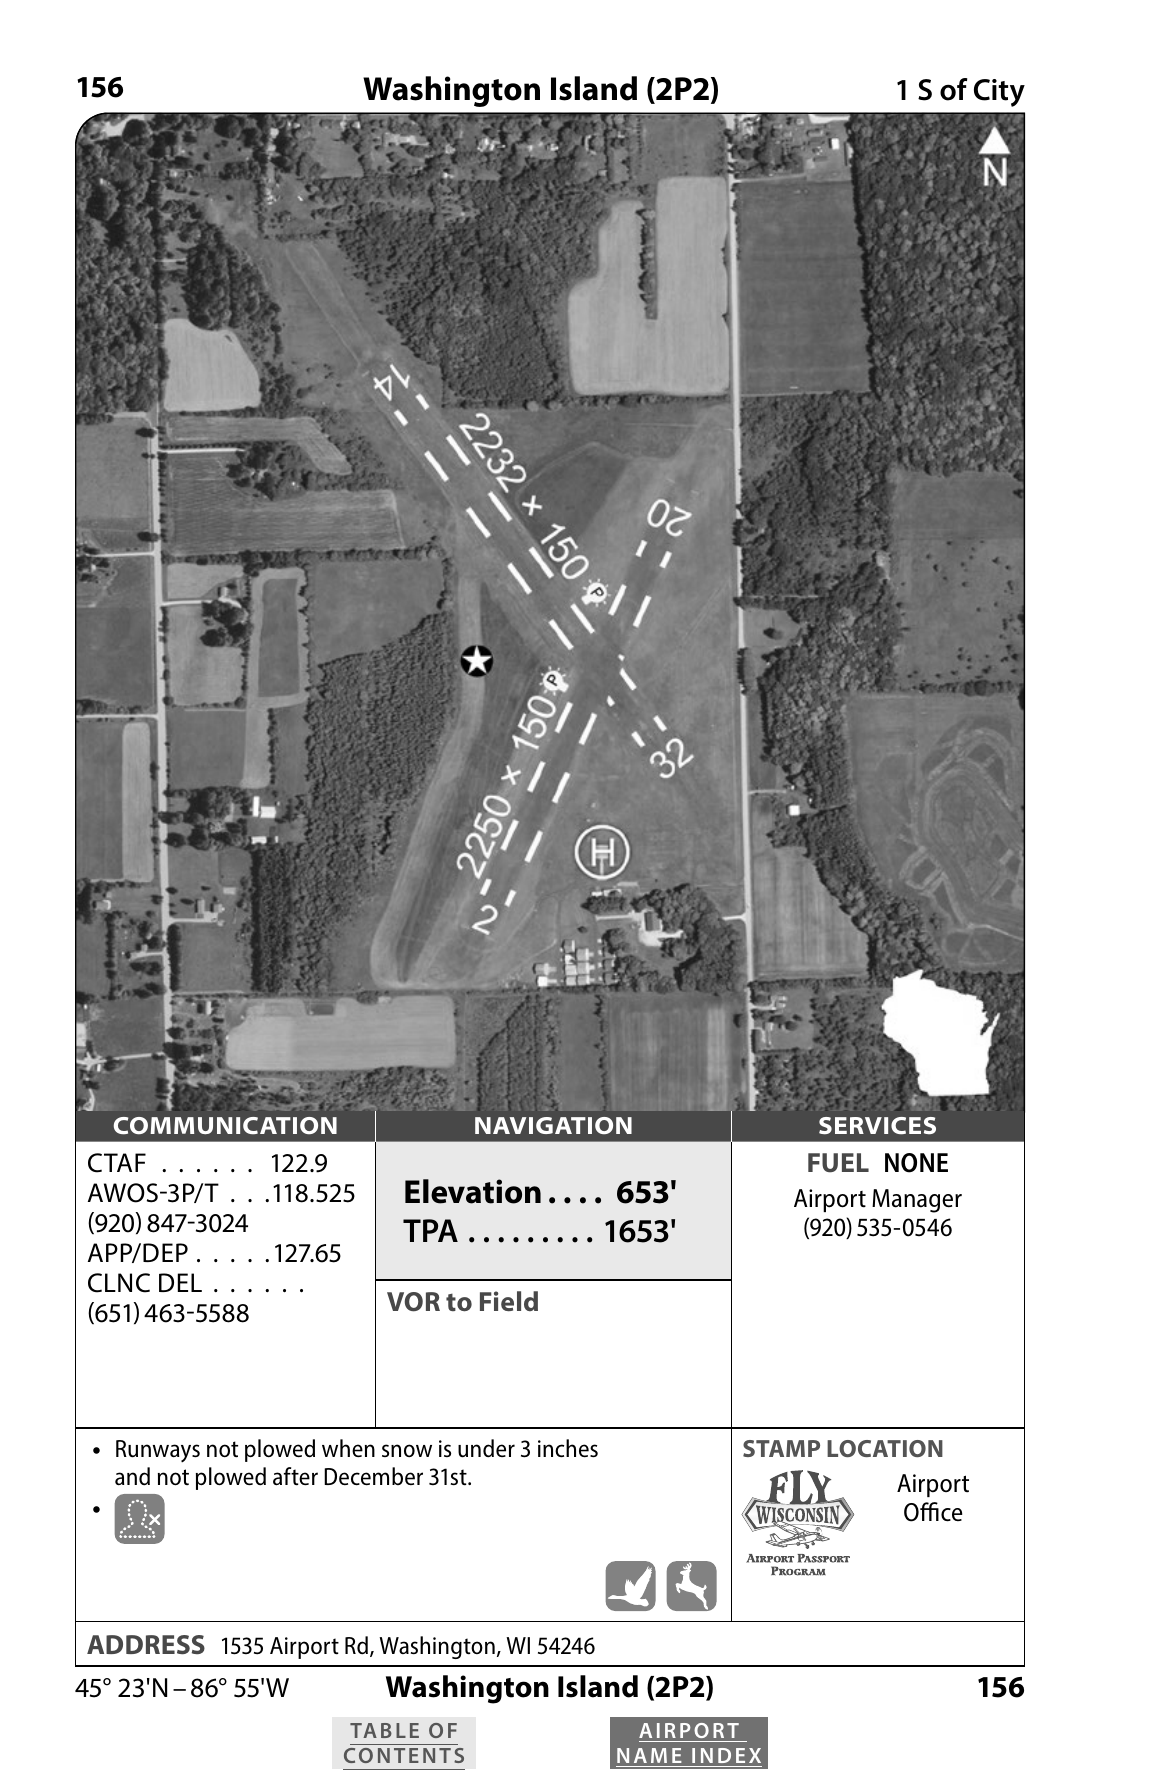 156 Washington Island (2P2) 1 S of City
N
14
2232 × 150
20
P
P
2250 × 150
32
H
2
COMMUNICATION NAVIGATION SERVICES
CTAF . . . . . . 122.9
AWOS-3P/T . . .118.525
(920) 847-3024
APP/DEP . . . . .127.65
CLNC DEL . . . . . .
(651) 463-5588
Elevation . . . . 653'
TPA . . . . . . . . . 1653'
VOR to Field
FUEL NONE
Airport Manager
(920) 535-0546
• Runways not plowed when snow is under 3 inches
and not plowed after December 31st.
•
STAMP LOCATION
FLY
WISCONSIN
AIRPORT PASSPORT
PROGRAM
Airport
Office
ADDRESS 1535 Airport Rd, Washington, WI 54246
45° 23'N – 86° 55'W Washington Island (2P2) 156
TABLE OF
CONTENTS
AIRPORT
NAME INDEX